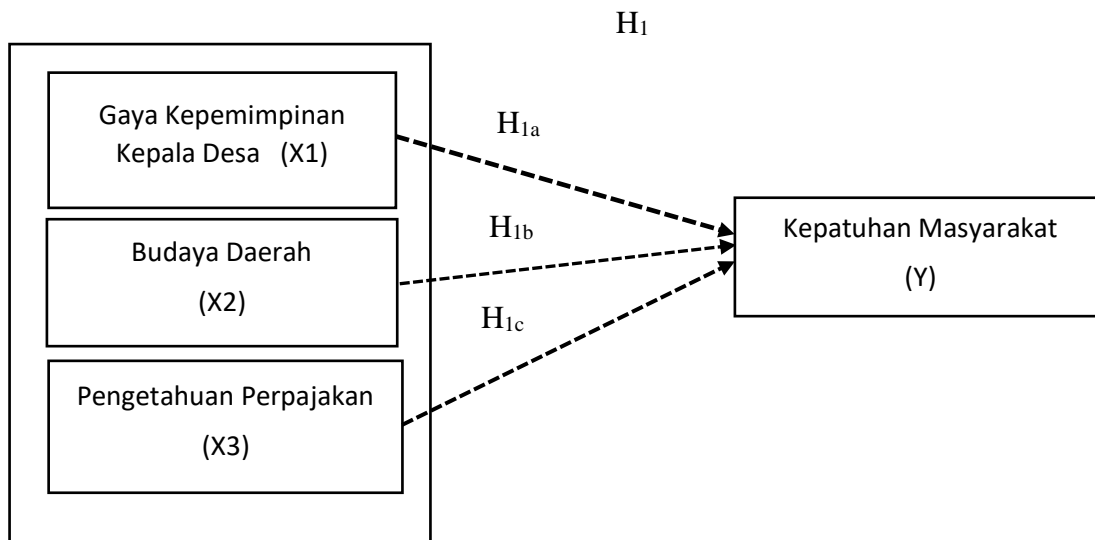 H1
Gaya Kepemimpinan
Kepala Desa (X1)
H1a
Budaya Daerah
(X2)
H1b
Pengetahuan Perpajakan
(X3)
H1c
Kepatuhan Masyarakat
(Y)